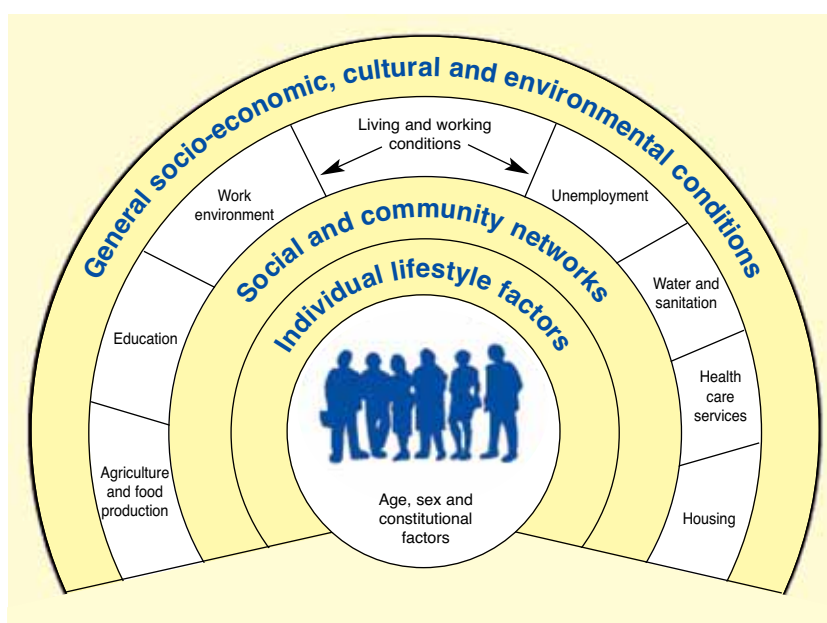 General socio-economic, cultural and environmental conditions
Living and working
conditions
Work
environment
Unemployment
Social and community networks
Water and
sanitation
Individual lifestyle factors
Education
Health
care
services
Agriculture
and food
production
Age, sex and
constitutional
factors
Housing